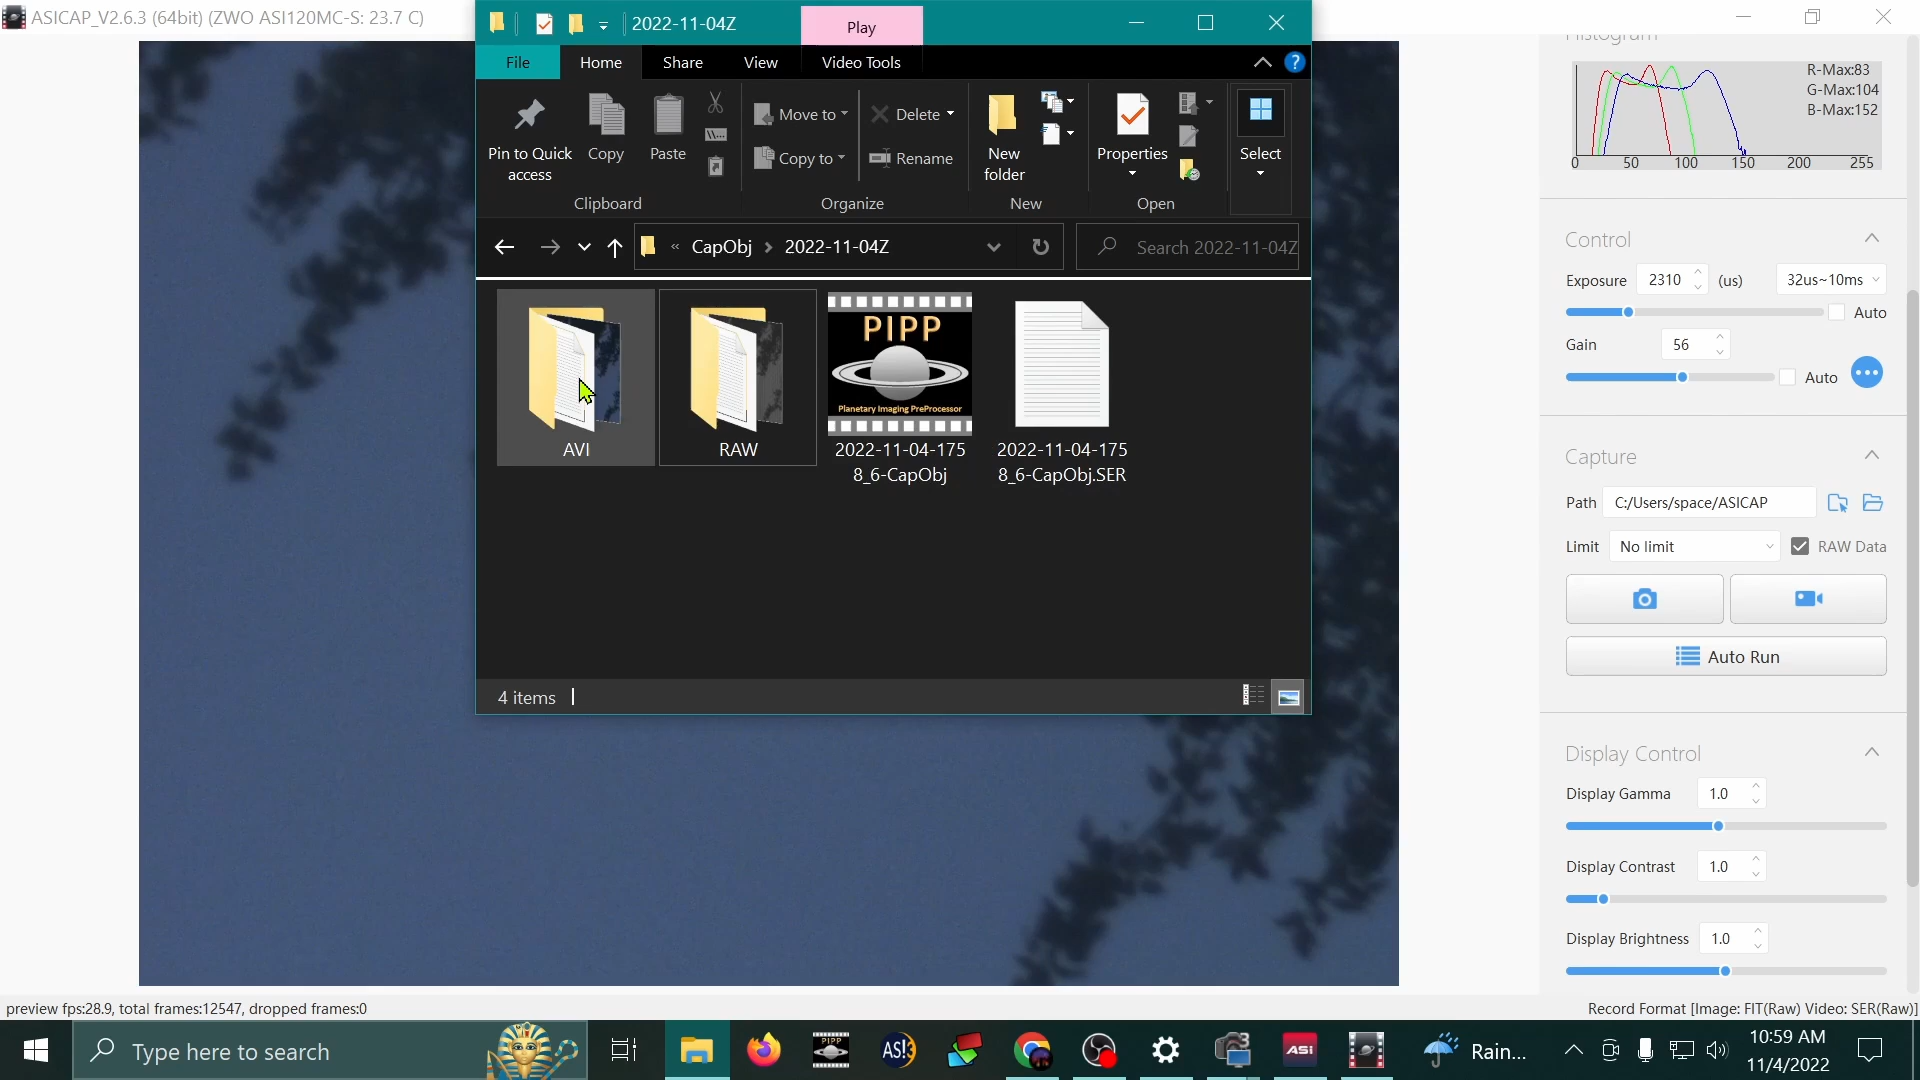 ASICAP_V2.6.3 (64bit) (ZWO ASI120MC-S: 23.7 C)
2022-11-04Z
Play
File
Home
Share
View
Video Tools
Pin to Quick
access
Copy
Paste
Move to
Copy to
Delete
Rename
New
folder
Properties
Select
Clipboard
Organize
New
Open
CapObj
2022-11-04Z
Search 2022-11-04Z
PIPP
Planetary Imaging PreProcessor
AVI
RAW
2022-11-04-175
8_6-CapObj
2022-11-04-175
8_6-CapObj.SER
4 items
Histogram
R-Max:83
G-Max:104
B-Max:152
0 50 100 150 200 255
Control
Exposure 2310 (us) 32us~10ms
Auto
Gain 56
Auto
Capture
Path C:/Users/space/ASICAP
Limit No limit RAW Data
Auto Run
Display Control
Display Gamma 1.0
Display Contrast 1.0
Display Brightness 1.0
preview fps:28.9, total frames:12547, dropped frames:0
Record Format [Image: FIT(Raw) Video: SER(Raw)]
Type here to search
PIPP
AS!3
ASI
Rain...
10:59 AM
11/4/2022